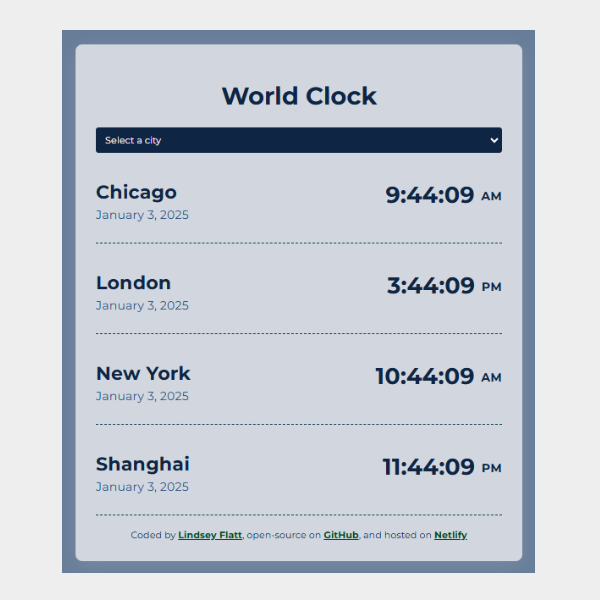 World Clock
Select a city
Chicago 9:44:09 AM
January 3, 2025
London 3:44:09 PM
January 3, 2025
New York 10:44:09 AM
January 3, 2025
Shanghai 11:44:09 PM
January 3, 2025
Coded by Lindsey Flatt, open-source on GitHub, and hosted on Netlify